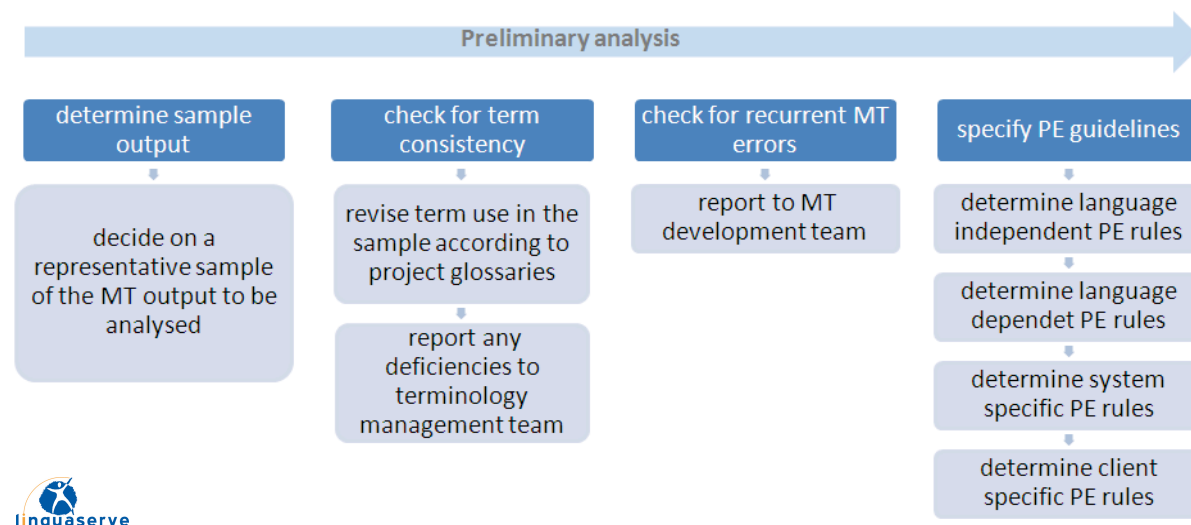 Preliminary analysis
determine sample
output
decide on a
representative sample
of the MT output to be
analysed
check for term
consistency
revise term use in the
sample according to
project glossaries
report any
deficiencies to
terminology
management team
check for recurrent MT
errors
report to MT
development team
specify PE guidelines
determine language
independent PE rules
determine language
dependet PE rules
determine system
specific PE rules
determine client
specific PE rules
linguaserve